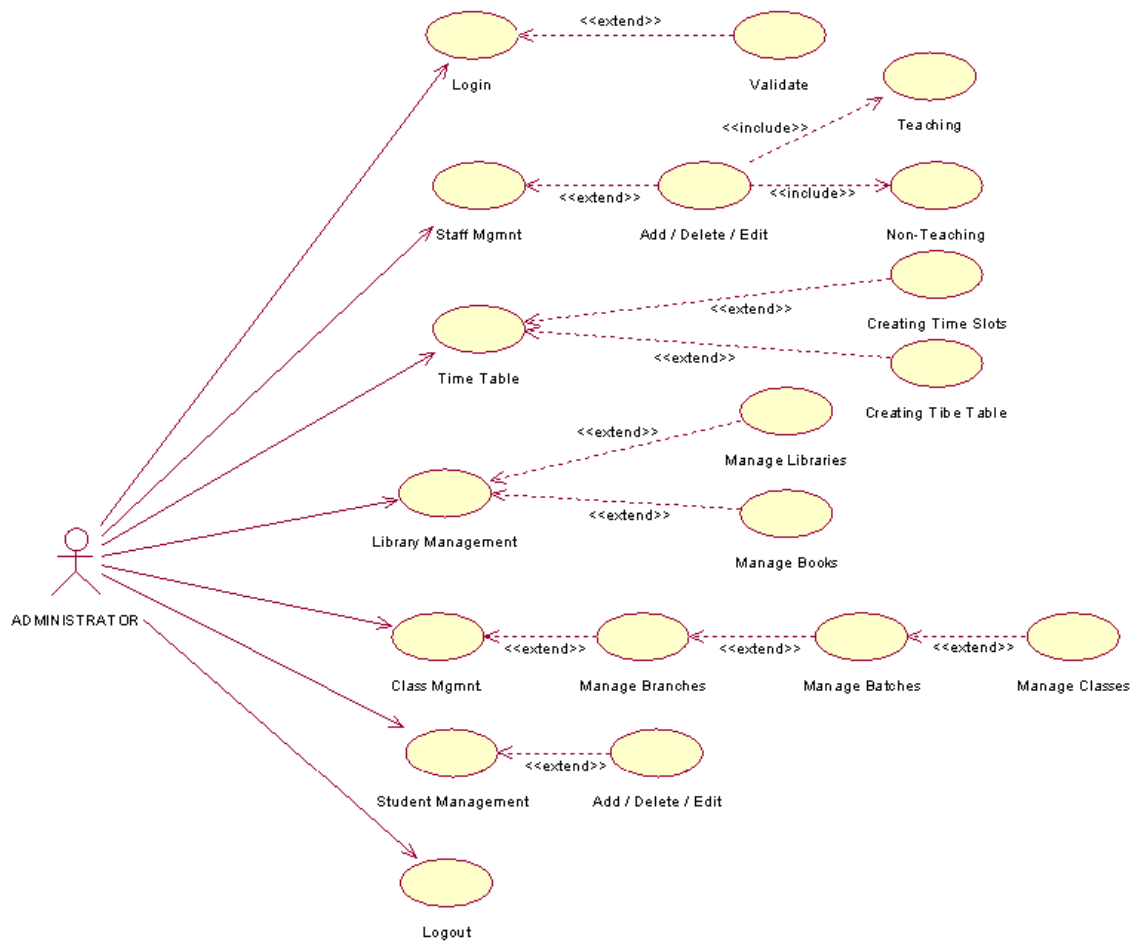 <<extend>>
Login
Validate
<<include>>
Teaching
<<extend>>
<<include>>
Staff Mgmnt
Add / Delete / Edit
Non-Teaching
<<extend>>
Creating Time Slots
<<extend>>
Time Table
Creating Tibe Table
<<extend>>
Manage Libraries
<<extend>>
Library Management
Manage Books
ADMINISTRATOR
<<extend>>
<<extend>>
<<extend>>
Class Mgmnt.
Manage Branches
Manage Batches
Manage Classes
<<extend>>
Student Management
Add / Delete / Edit
Logout